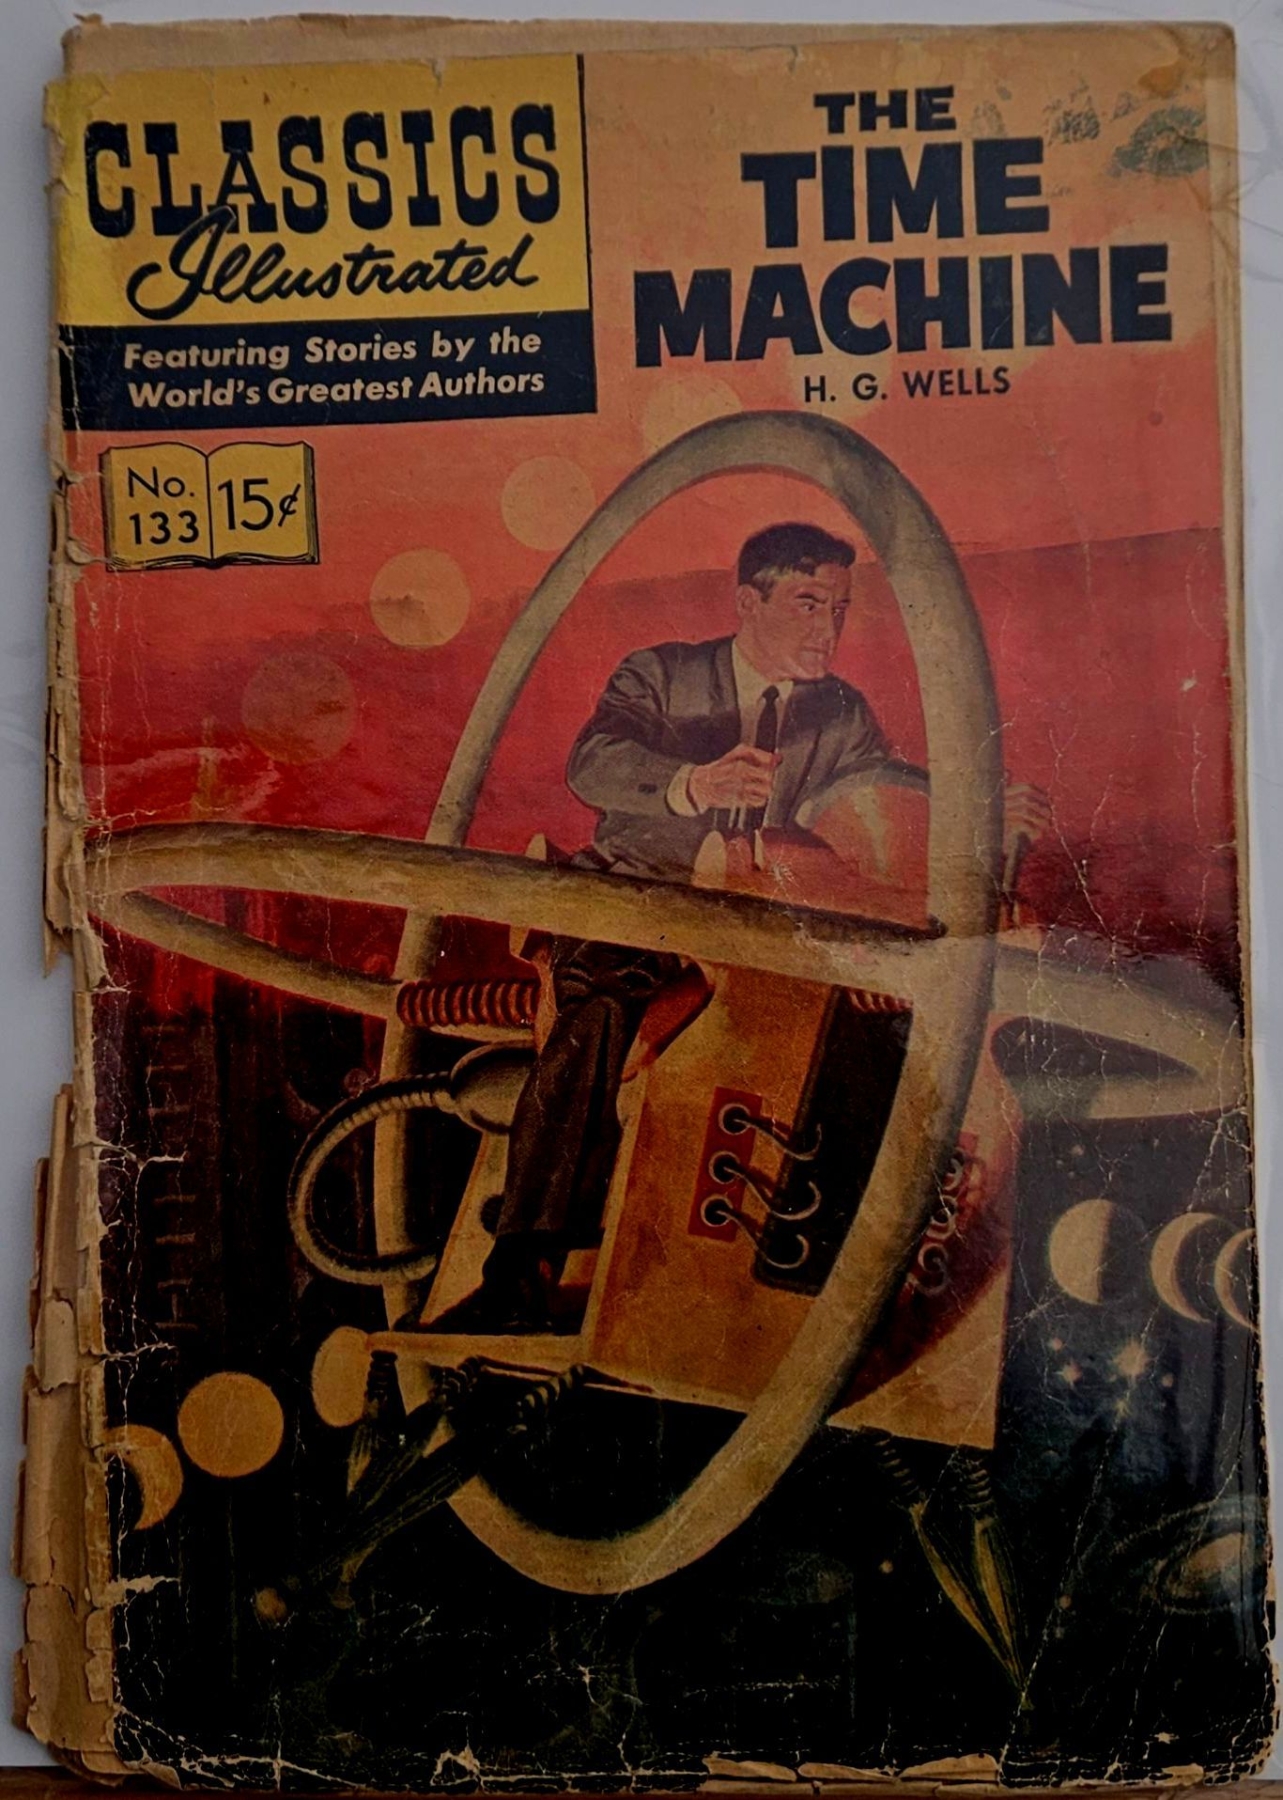 CLASSICS
Illustrated
Featuring Stories by the
World's Greatest Authors
No.
133
15¢
THE
TIME
MACHINE
H. G. WELLS